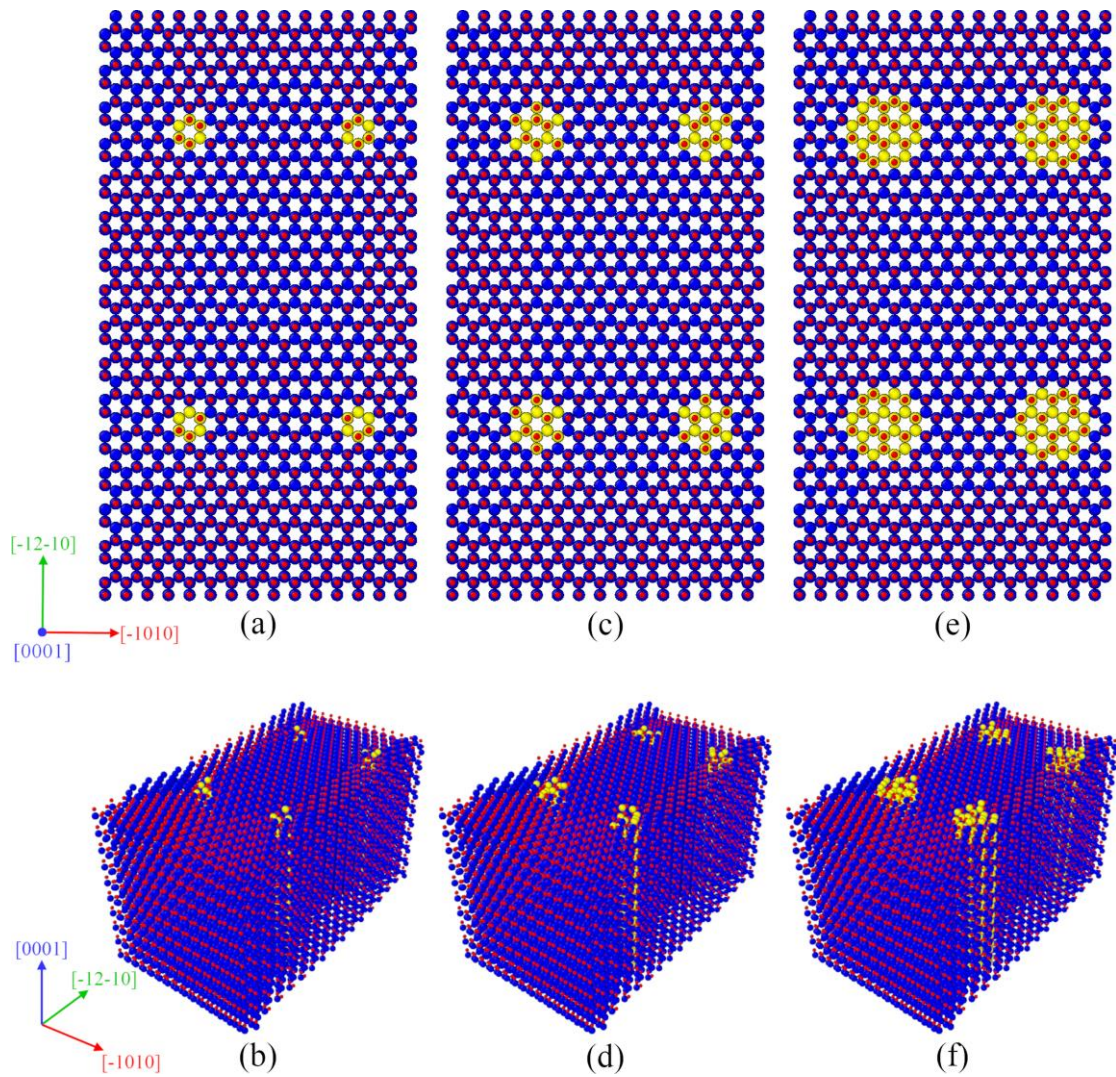 [-12-10]
[-1010]
[0001]
(a)
(c)
(e)
[0001]
[-12-10]
[-1010]
(b)
(d)
(f)